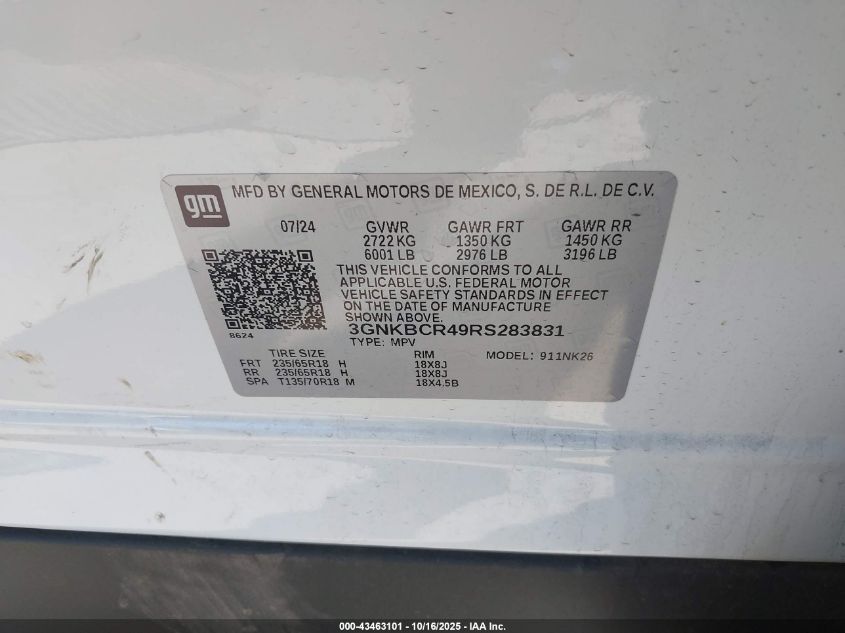 gm MFD BY GENERAL MOTORS DE MEXICO, S. DE R.L. DE C.V.
07/24 GVWR GAWR FRT GAWR RR
2722 KG 1350 KG 1450 KG
6001 LB 2976 LB 3196 LB
THIS VEHICLE CONFORMS TO ALL
APPLICABLE U.S. FEDERAL MOTOR
VEHICLE SAFETY STANDARDS IN EFFECT
ON THE DATE OF MANUFACTURE
SHOWN ABOVE.
8624 3GNKBCR49RS283831
TYPE: MPV
TIRE SIZE RIM MODEL: 911NK26
FRT 235/65R18 H 18X8J
RR 235/65R18 H 18X8J
SPA T135/70R18 M 18X4.5B
000-43463101 - 10/16/2025 - IAA Inc.